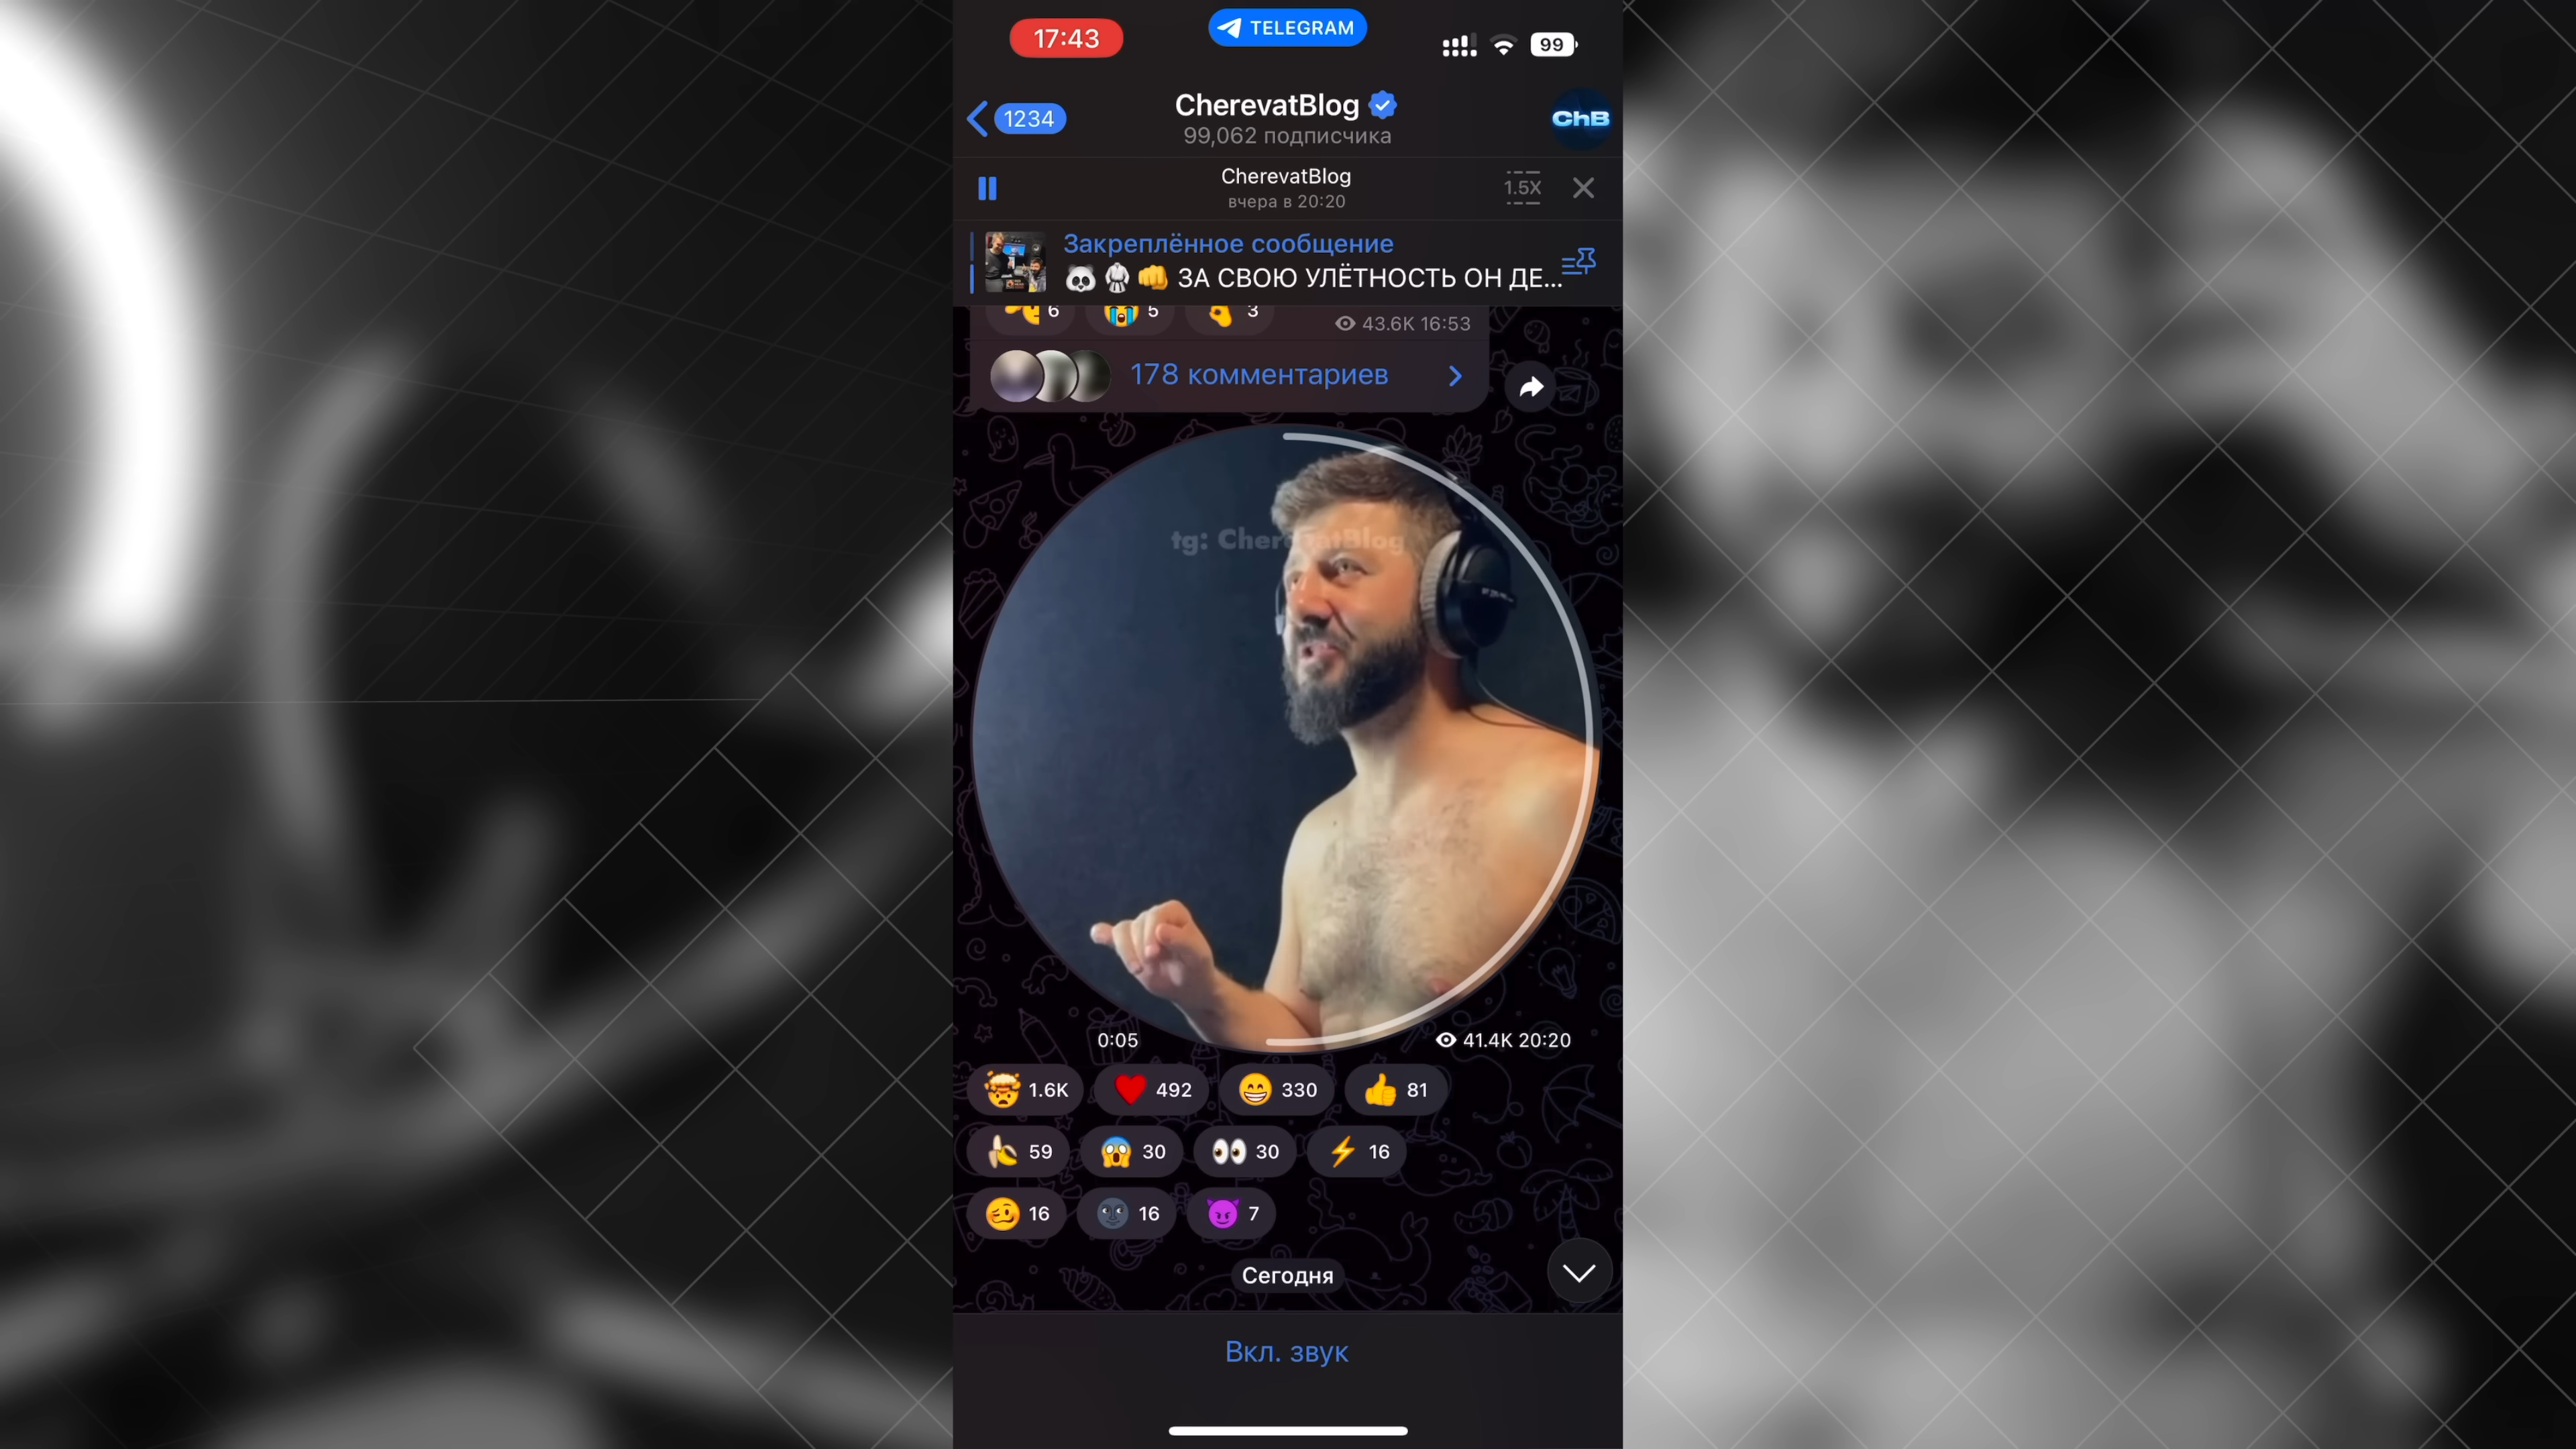 17:43
TELEGRAM
99
1234
CherevatBlog
99,062 подписчика
ChB
CherevatBlog
вчера в 20:20
1.5X
Закреплённое сообщение
ЗА СВОЮ УЛЁТНОСТЬ ОН ДЕ...
6 5 3
43.6K 16:53
178 комментариев
tg: CherevatBlog
0:05
41.4K 20:20
1.6K 492 330 81
59 30 30 16
16 16 7
Сегодня
Вкл. звук